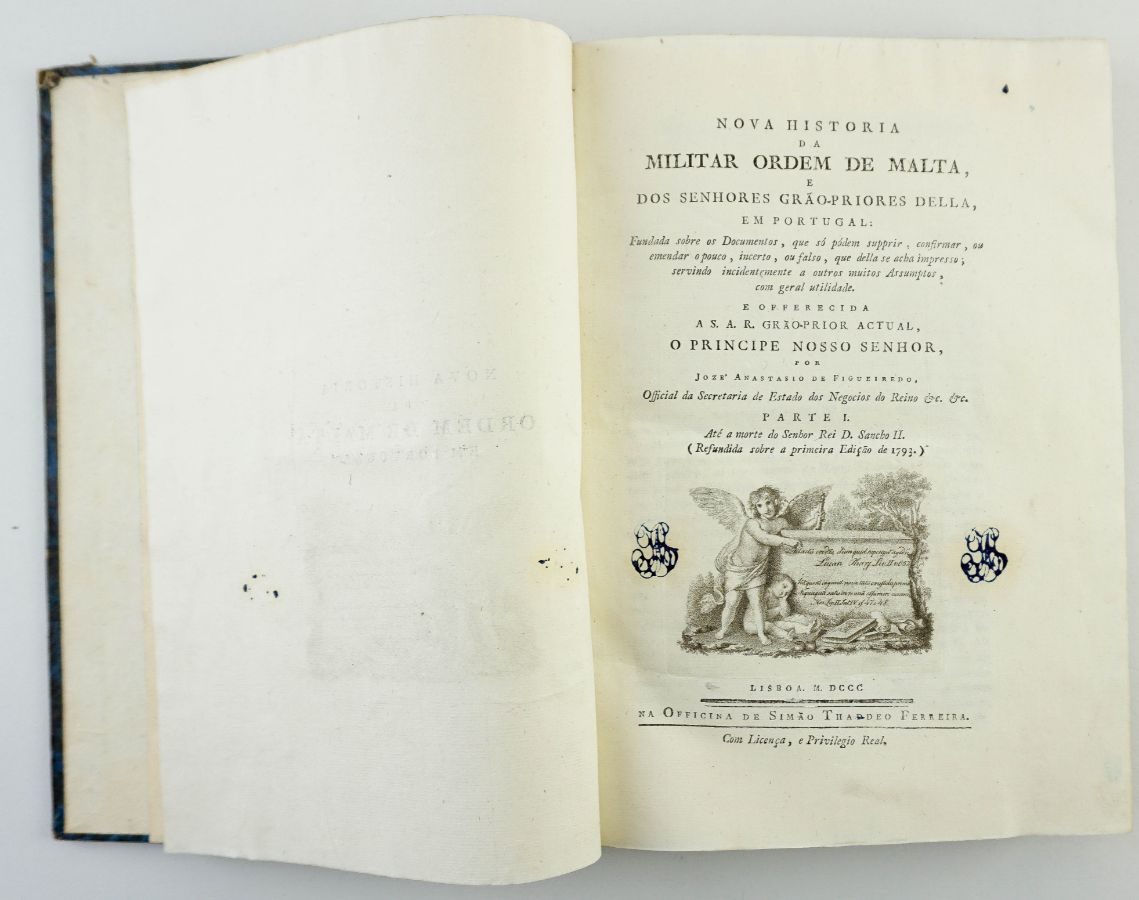 NOVA HISTORIA
DA
MILITAR ORDEM DE MALTA,
E
DOS SENHORES GRÃO-PRIORES DELLA,
EM PORTUGAL:
Fundada sobre os Documentos, que só pódem supprir, confirmar, ou
emendar o pouco, incerto, ou falso, que della se acha impresso;
servindo incidentemente a outros muitos Assumptos,
com geral utilidade.
E OFFERECIDA
A S. A. R. GRÃO-PRIOR ACTUAL,
O PRINCIPE NOSSO SENHOR,
POR
JOZE' ANASTASIO DE FIGUEIREDO,
Official da Secretaria de Estado dos Negocios do Reino &c. &c.
PARTE I.
Até a morte do Senhor Rei D. Sancho II.
(Refundida sobre a primeira Edição de 1793.)
LISBOA. M. DCCC
NA OFFICINA DE SIMÃO THADDEO FERREIRA.
Com Licença, e Privilegio Real.